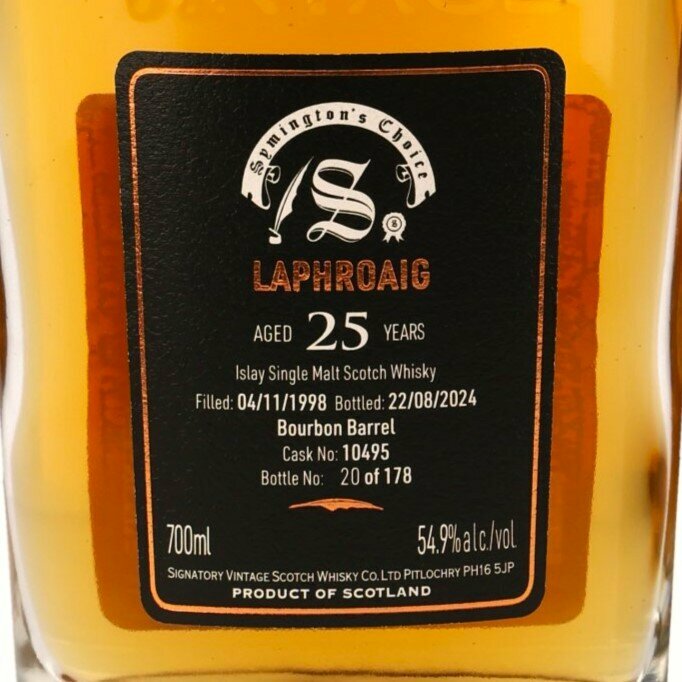 Symington's Choice
S.
LAPHROAIG
AGED 25 YEARS
Islay Single Malt Scotch Whisky
Filled: 04/11/1998 Bottled: 22/08/2024
Bourbon Barrel
Cask No: 10495
Bottle No: 20 of 178
700ml 54.9%alc./vol
SIGNATORY VINTAGE SCOTCH WHISKY CO. LTD PITLOCHRY PH16 5JP
PRODUCT OF SCOTLAND